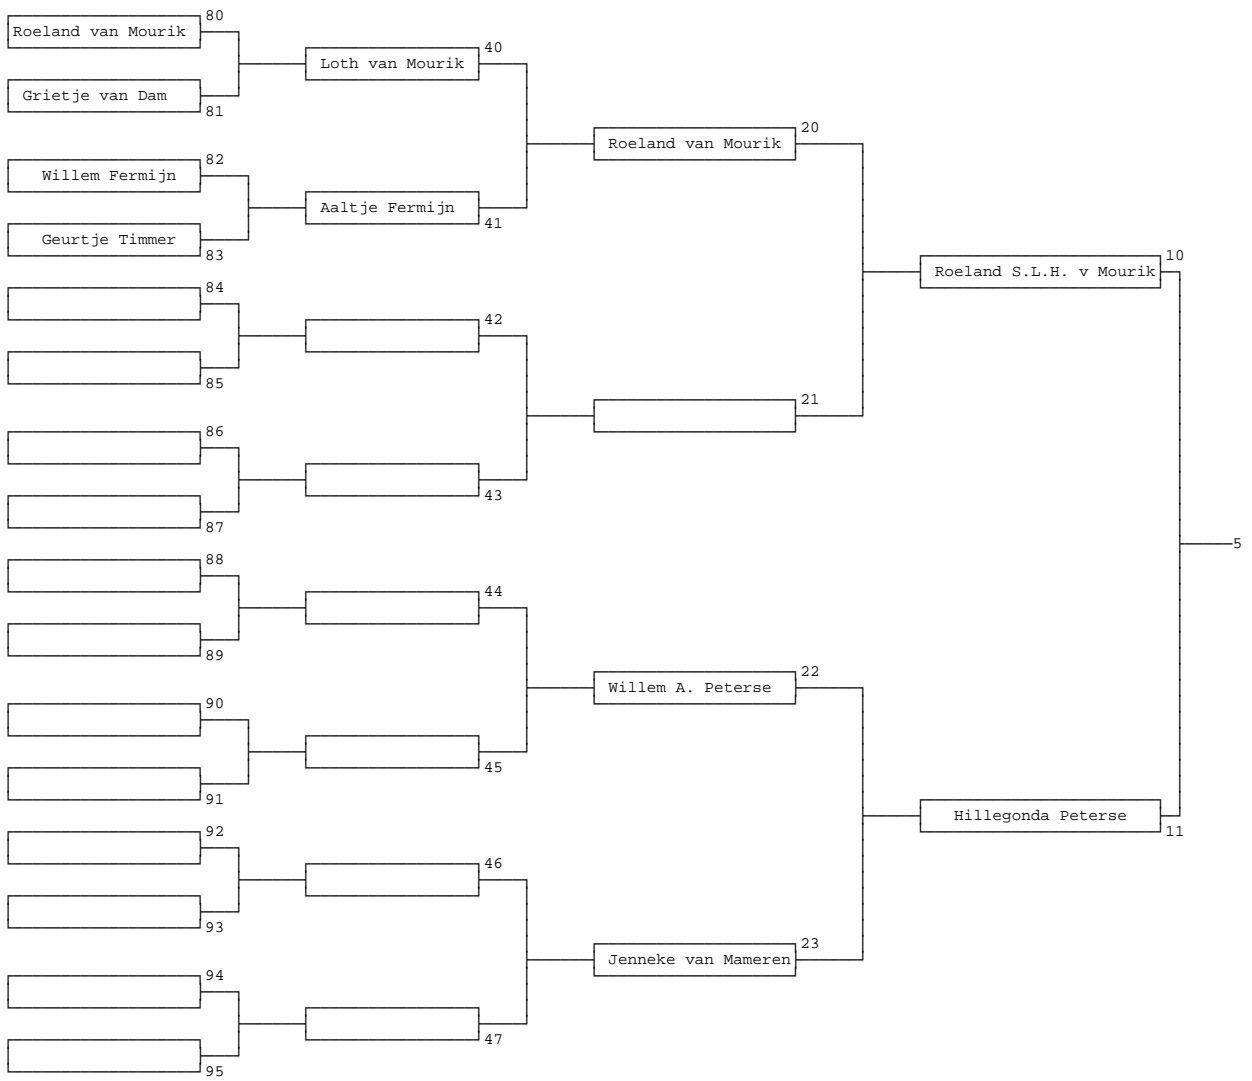 80
Roeland van Mourik
40
Loth van Mourik
Grietje van Dam
81
20
Roeland van Mourik
82
Willem Fermijn
Aaltje Fermijn
41
Geurtje Timmer
83
10
Roeland S.L.H. v Mourik
84
42
85
21
86
43
87
5
88
44
89
22
Willem A. Peterse
90
45
91
Hillegonda Peterse
11
92
46
93
23
Jenneke van Mameren
94
47
95